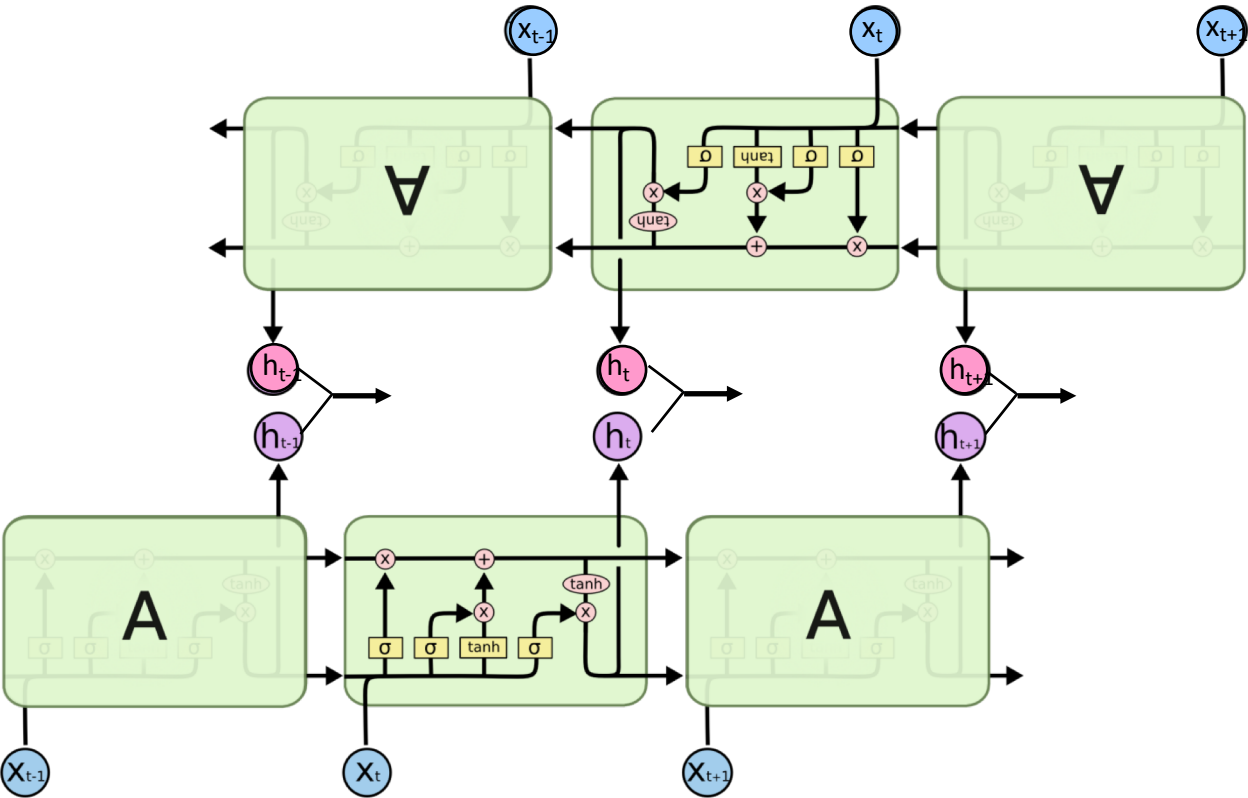 xt-1 xt xt+1
σ tanh σ σ
x x
tanh
+ x
A A
ht-1 ht ht+1
ht-1 ht ht+1
x +
tanh
x x
σ σ tanh σ
A A
xt-1 xt xt+1